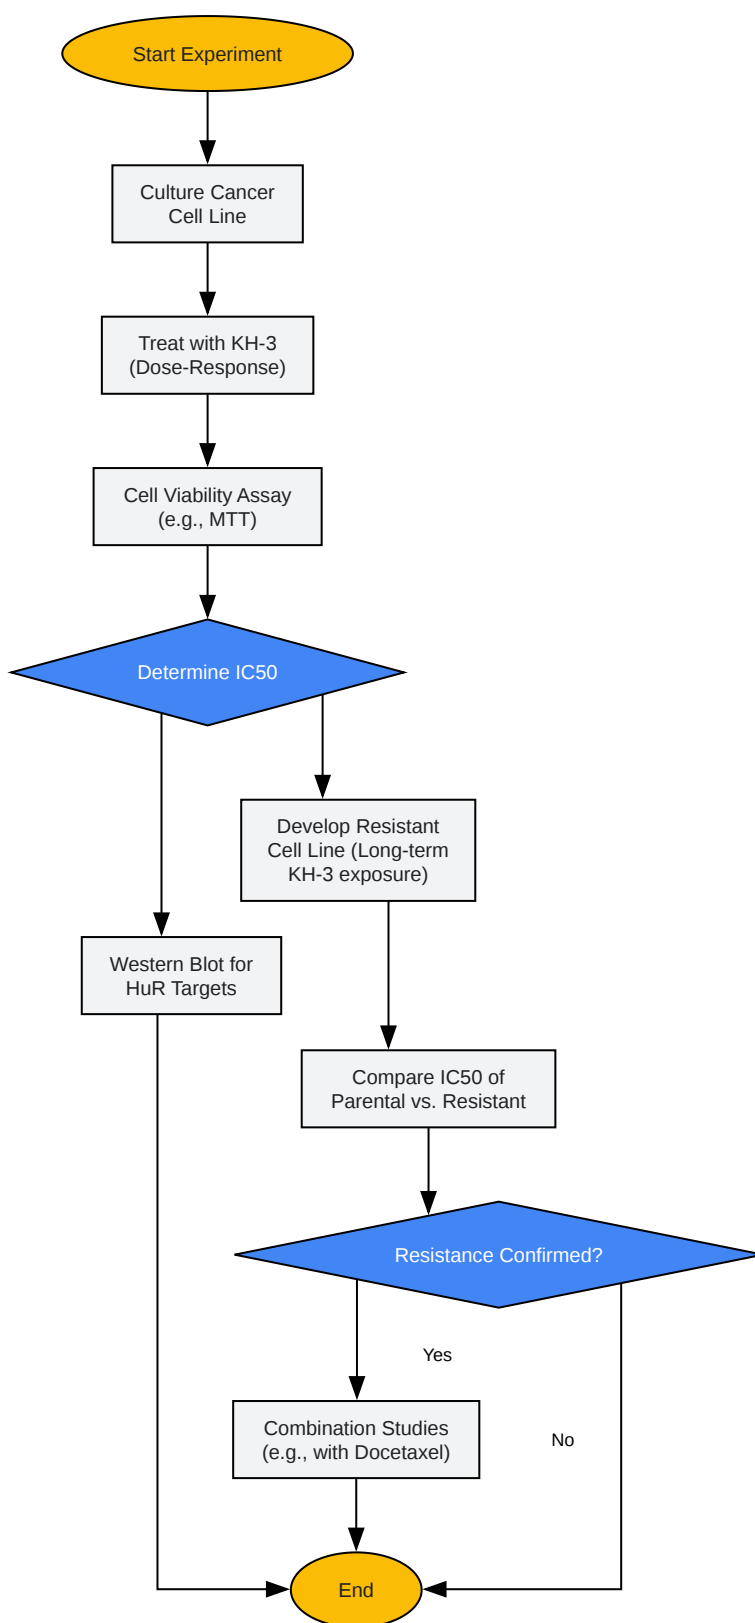 Start Experiment
Culture Cancer
Cell Line
Treat with KH-3
(Dose-Response)
Cell Viability Assay
(e.g., MTT)
Determine IC50
Develop Resistant
Cell Line (Long-term
KH-3 exposure)
Western Blot for
HuR Targets
Compare IC50 of
Parental vs. Resistant
Resistance Confirmed?
Yes
Combination Studies
(e.g., with Docetaxel)
No
End